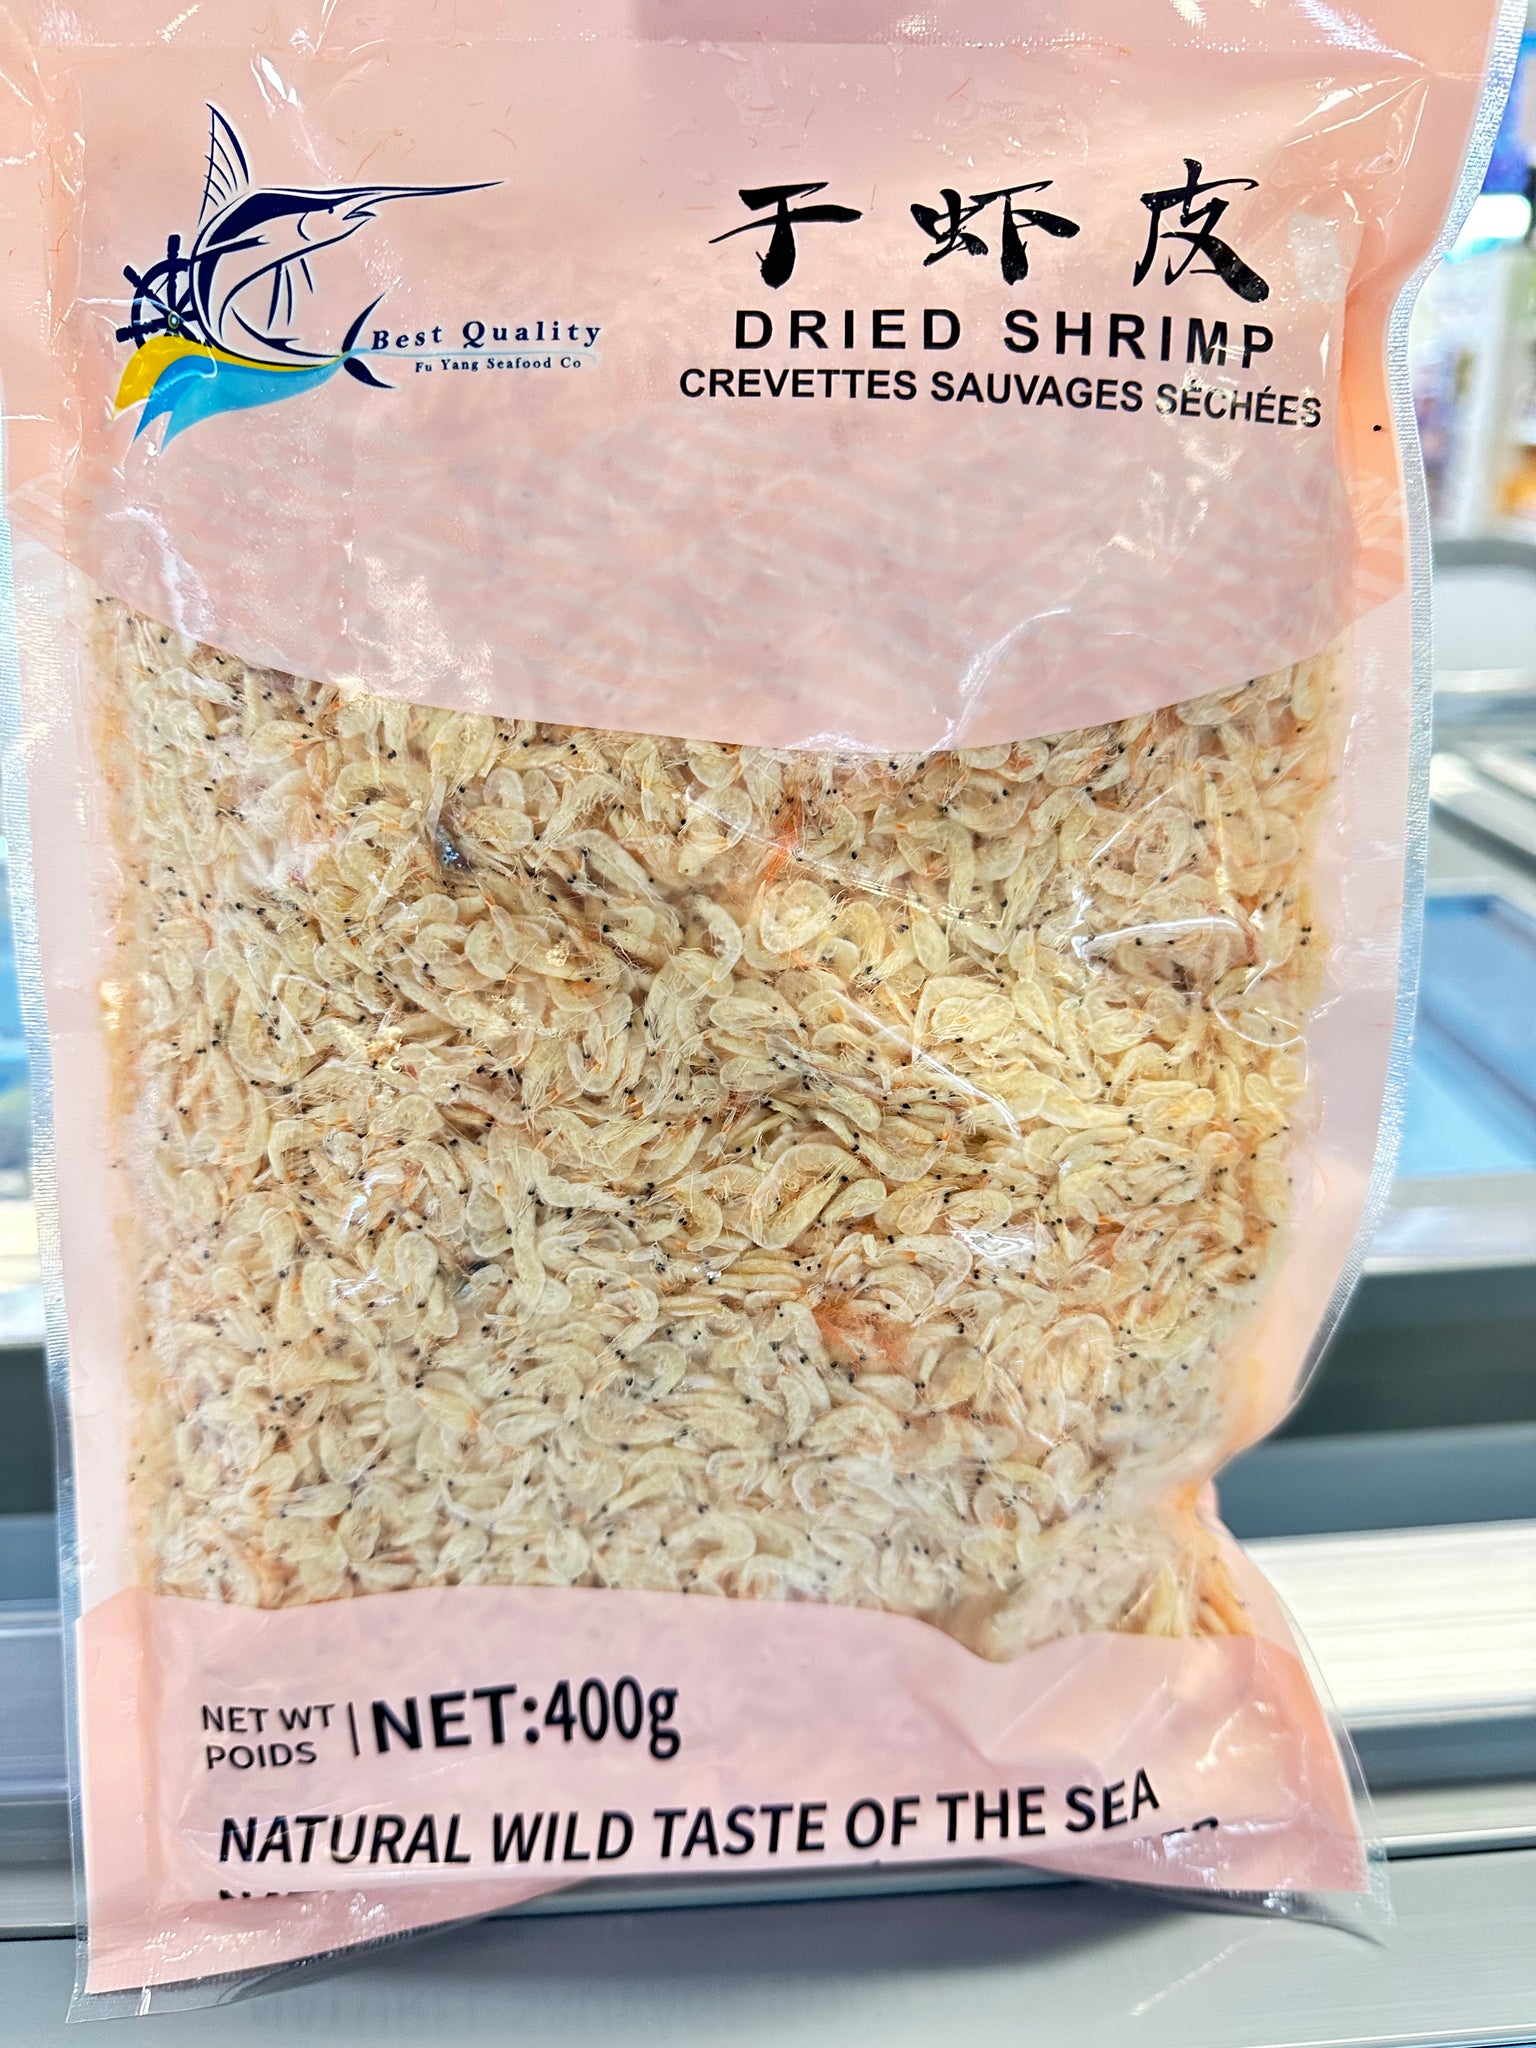 干虾皮
DRIED SHRIMP
CREVETTES SAUVAGES SÉCHÉES
Best Quality
Fu Yang Seafood Co
NET WT
POIDS
NET:400g
NATURAL WILD TASTE OF THE SEA